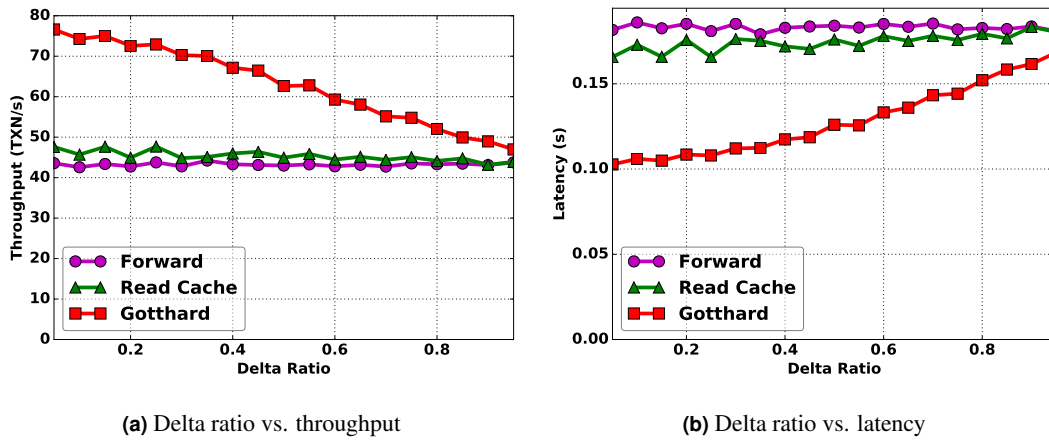 80
70
60
50
40
30
20
10
0
Throughput (TXN/s)
Forward
Read Cache
Gotthard
0.2 0.4 0.6 0.8
Delta Ratio
(a) Delta ratio vs. throughput
0.15
0.10
0.05
0.00
Latency (s)
Forward
Read Cache
Gotthard
0.2 0.4 0.6 0.8
Delta Ratio
(b) Delta ratio vs. latency